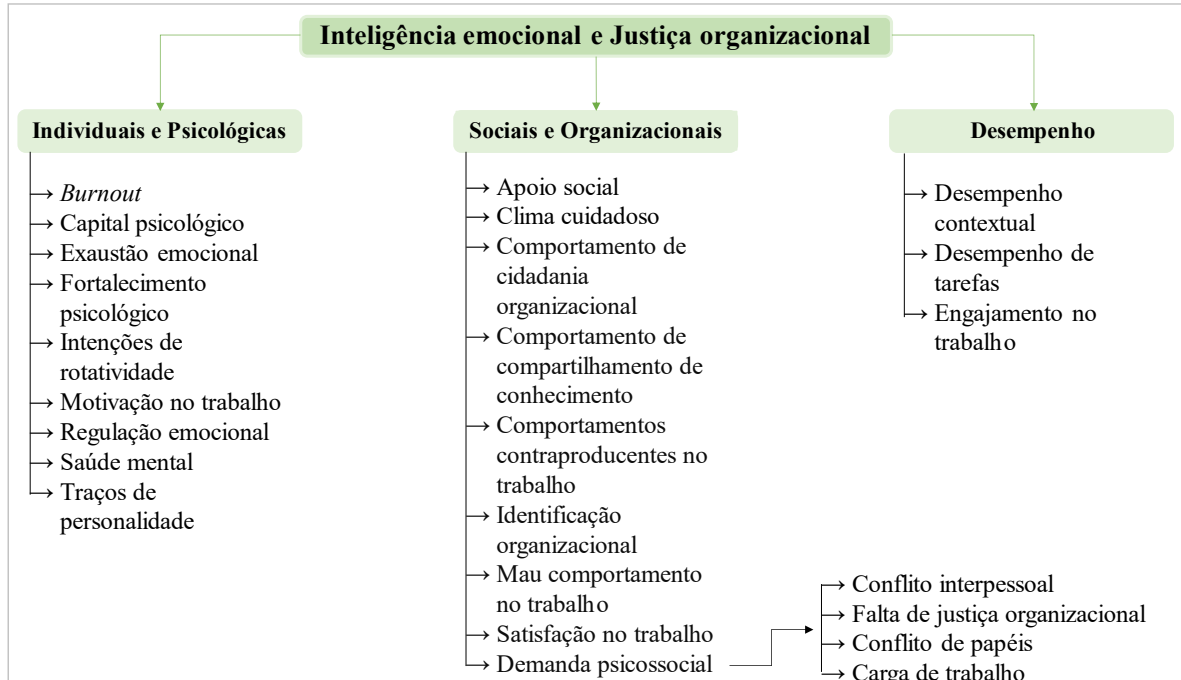 Inteligência emocional e Justiça organizacional
Individuais e Psicológicas
Burnout
Capital psicológico
Exaustão emocional
Fortalecimento
psicológico
Intenções de
rotatividade
Motivação no trabalho
Regulação emocional
Saúde mental
Traços de
personalidade
Sociais e Organizacionais
Apoio social
Clima cuidadoso
Comportamento de
cidadania
organizacional
Comportamento de
compartilhamento de
conhecimento
Comportamentos
contraproducentes no
trabalho
Identificação
organizacional
Mau comportamento
no trabalho
Satisfação no trabalho
Demanda psicossocial
Conflito interpessoal
Falta de justiça organizacional
Conflito de papéis
Carga de trabalho
Desempenho
Desempenho
contextual
Desempenho de
tarefas
Engajamento no
trabalho